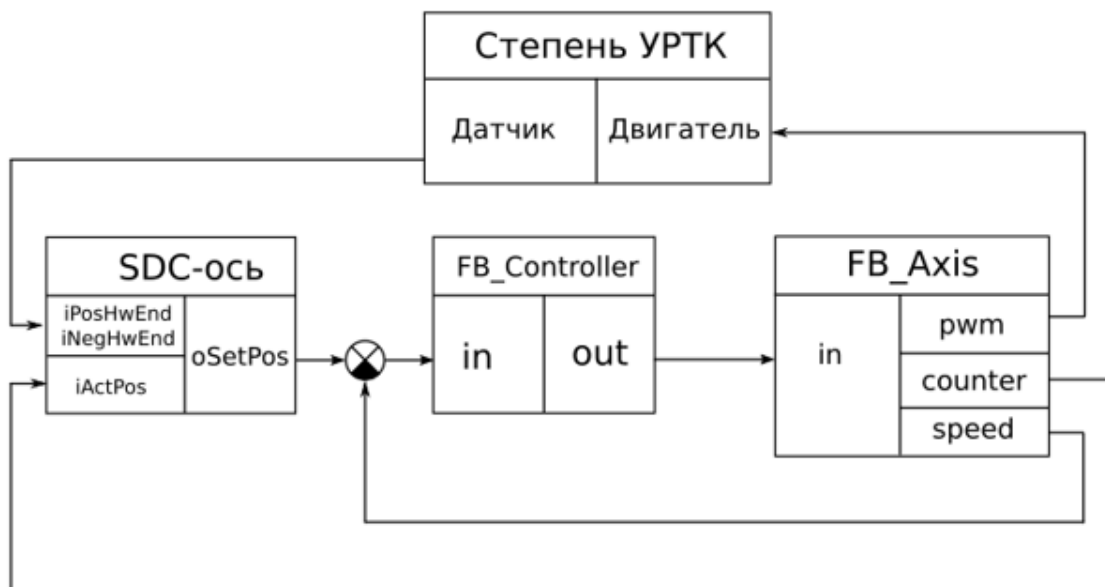 Степень УРТК
Датчик
Двигатель
SDC-ось
iPosHwEnd
iNegHwEnd
iActPos
oSetPos
FB_Controller
in
out
FB_Axis
in
pwm
counter
speed